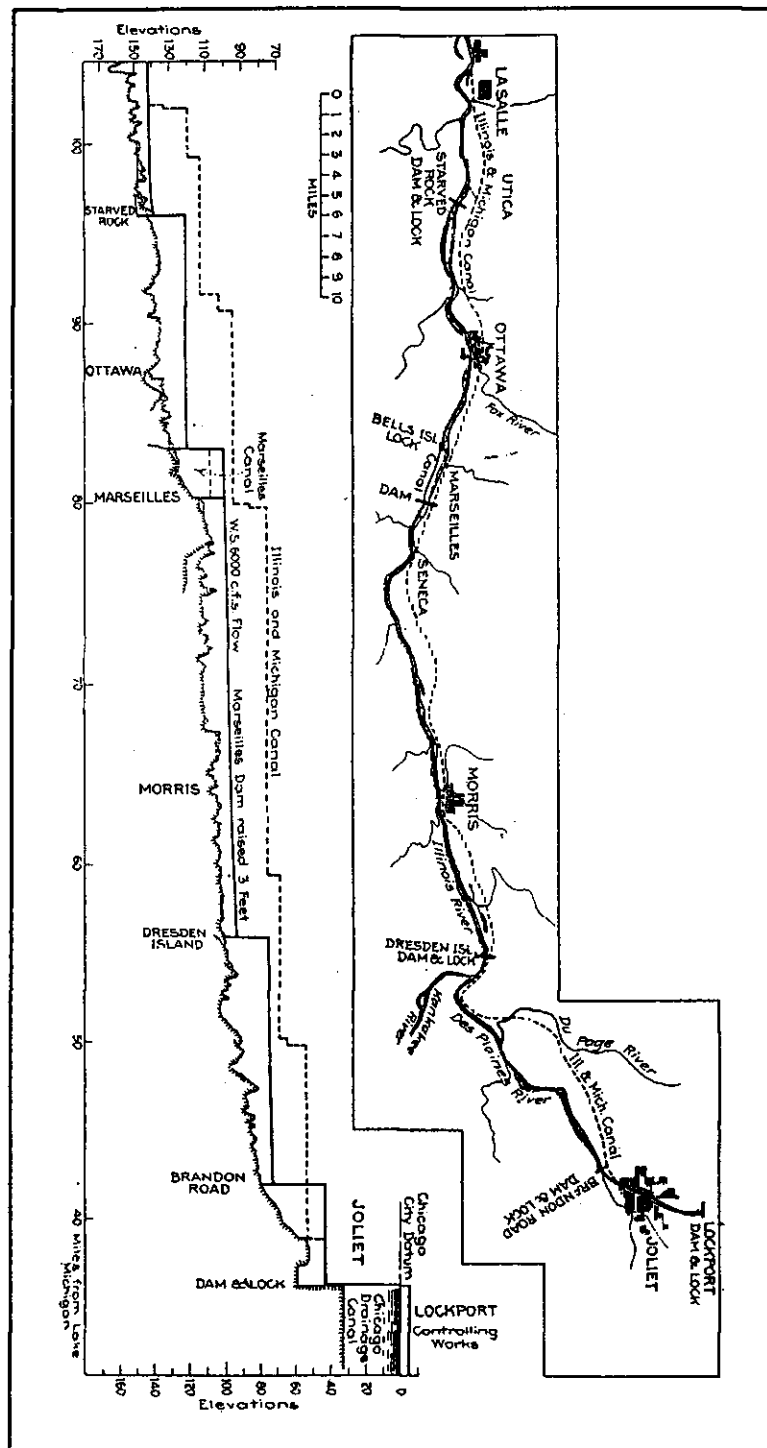 LASALLE
UTICA
Illinois & Michigan Canal
STARVED
ROCK
DAM & LOCK
OTTAWA
Fox River
BELLS ISL.
LOCK
Canal
MARSEILLES
DAM
SENECA
MORRIS
Illinois River
DRESDEN ISL.
DAM & LOCK
Kankakee
River
Des Plaines
River
Du
Page River
Ill. & Mich. Canal
BRANDON ROAD
DAM & LOCK
JOLIET
LOCKPORT
DAM & LOCK
0 1 2 3 4 5 6 7 8 9 10
MILES
Elevations
170 150 130 110 90 70
100
STARVED
ROCK
90
OTTAWA
Marseilles
Canal
MARSEILLES
80
W.S. 6000 c.f.s. Flow
Marseilles Dam raised 3 Feet
Illinois and Michigan Canal
70
MORRIS
60
DRESDEN
ISLAND
50
BRANDON
ROAD
40
Miles from Lake
Michigan
JOLIET
DAM & LOCK
Chicago
City Datum
Chicago
Drainage
Canal
LOCKPORT
Controlling
Works
160 140 120 100 80 60 40 20 0
Elevations